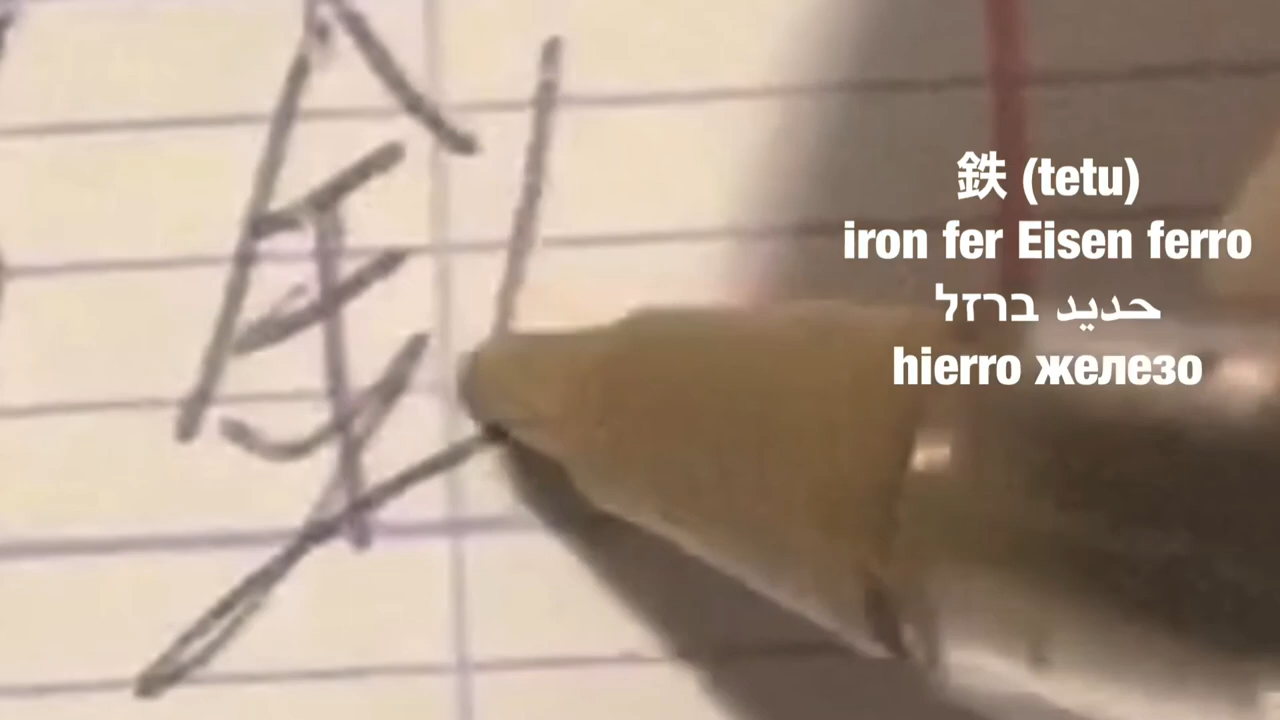 鉄 (tetu)
iron fer Eisen ferro
حديد ברזל
hierro железо